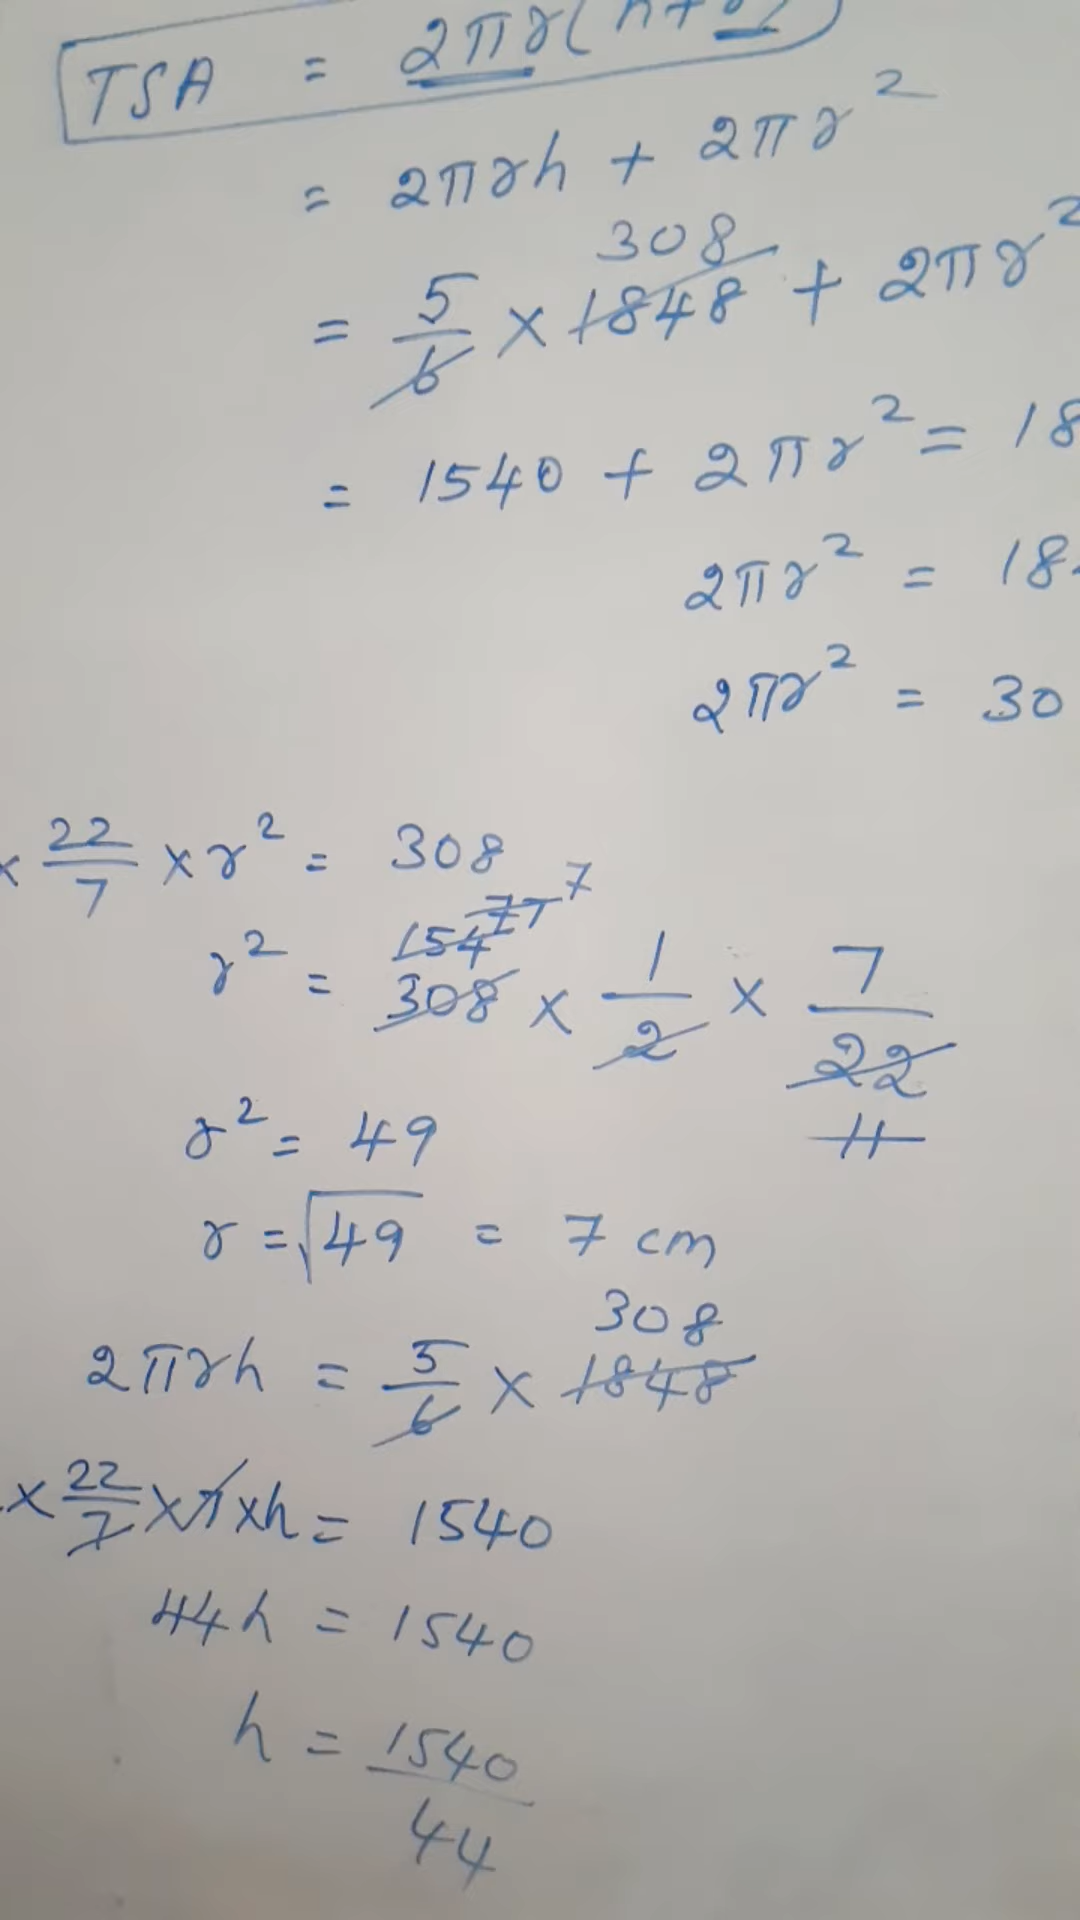 TSA = 2πr(h+r)
= 2πrh + 2πr²
308
= 5/6 × 1848 + 2πr²
= 1540 + 2πr² = 18
2πr² = 18
2πr² = 30
× 22/7 × r² = 308
154 77 7
r² = 308 × 1/2 × 7/22
11
r² = 49
r = √49 = 7 cm
308
2πrh = 5/6 × 1848
× 22/7 × 7 × h = 1540
44h = 1540
h = 1540/44